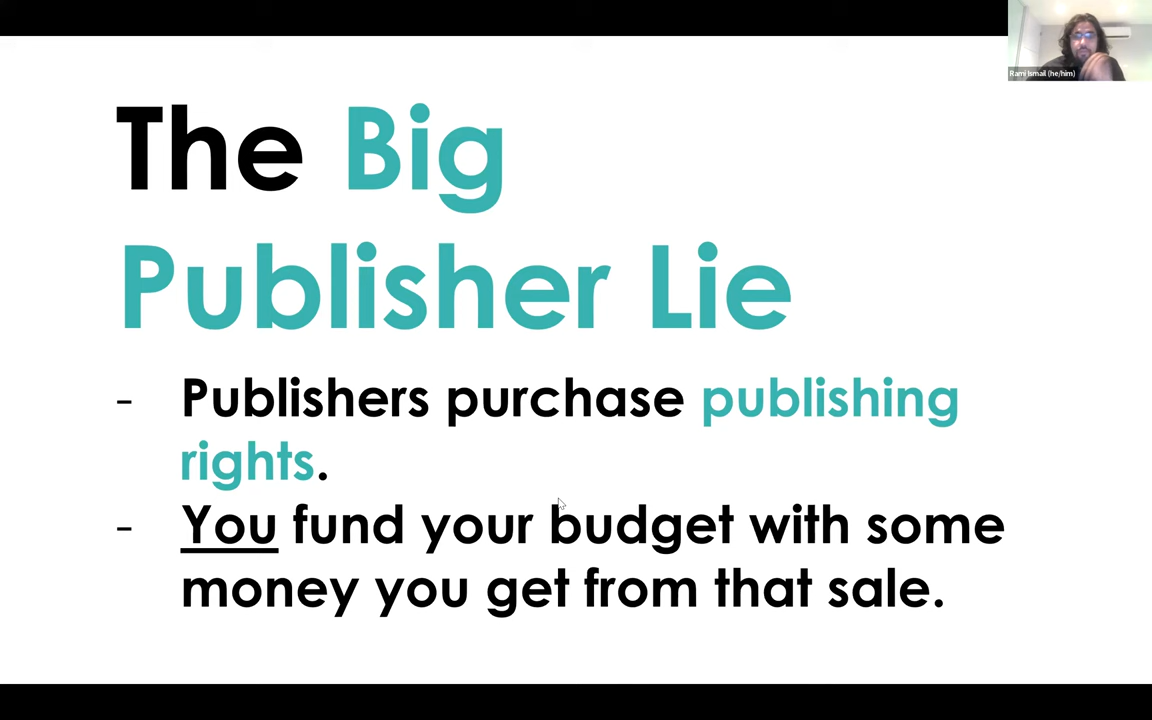 Rami Ismail (he/him)
The Big
Publisher Lie
- Publishers purchase publishing
rights.
- You fund your budget with some
money you get from that sale.